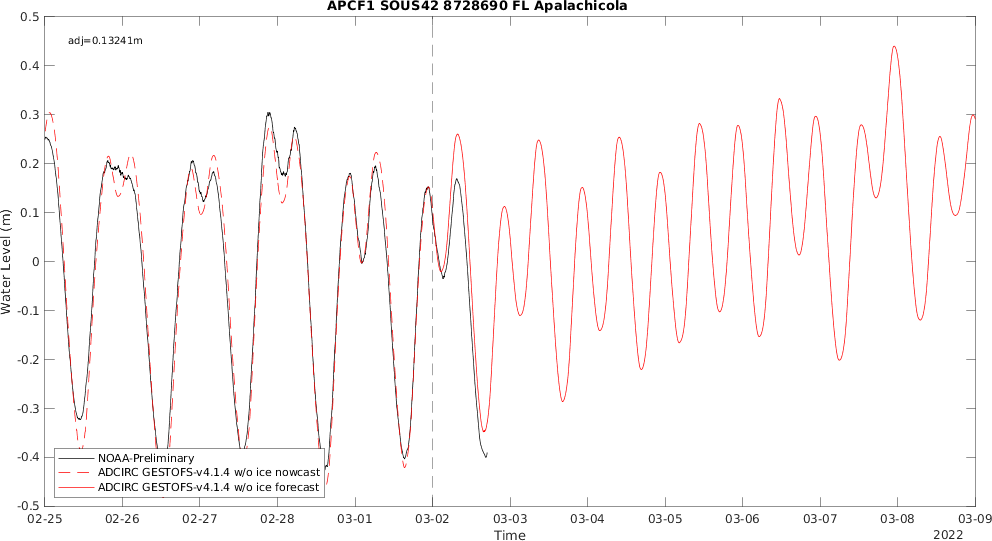 APCF1 SOUS42 8728690 FL Apalachicola
adj=0.13241m
0.5
0.4
0.3
0.2
0.1
0
-0.1
-0.2
-0.3
-0.4
-0.5
Water Level (m)
NOAA-Preliminary
ADCIRC GESTOFS-v4.1.4 w/o ice nowcast
ADCIRC GESTOFS-v4.1.4 w/o ice forecast
02-25 02-26 02-27 02-28 03-01 03-02 03-03 03-04 03-05 03-06 03-07 03-08 03-09
Time
2022